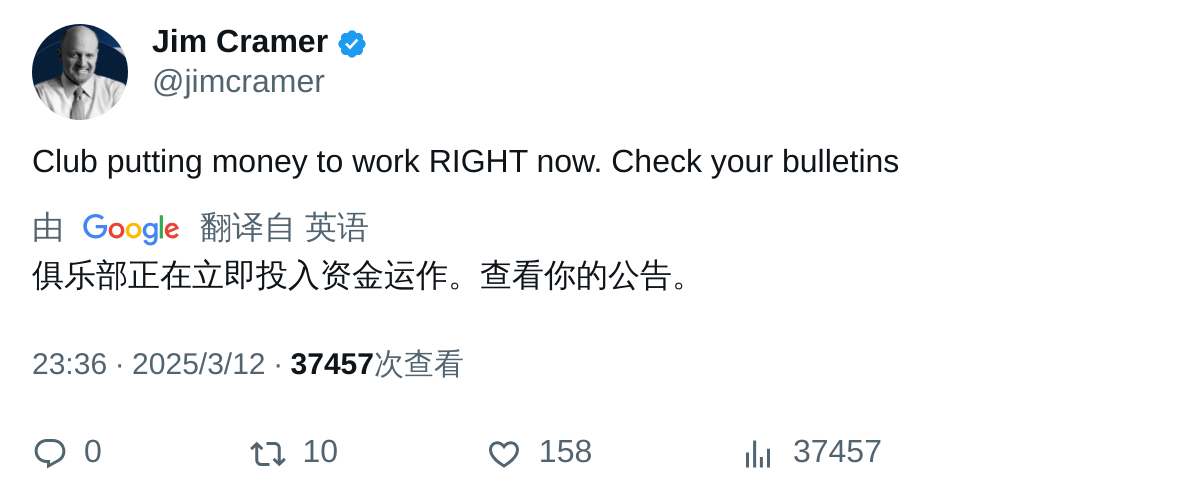 Jim Cramer
@jimcramer
Club putting money to work RIGHT now. Check your bulletins
由 Google 翻译自 英语
俱乐部正在立即投入资金运作。查看你的公告。
23:36 · 2025/3/12 · 37457次查看
0 10 158 37457